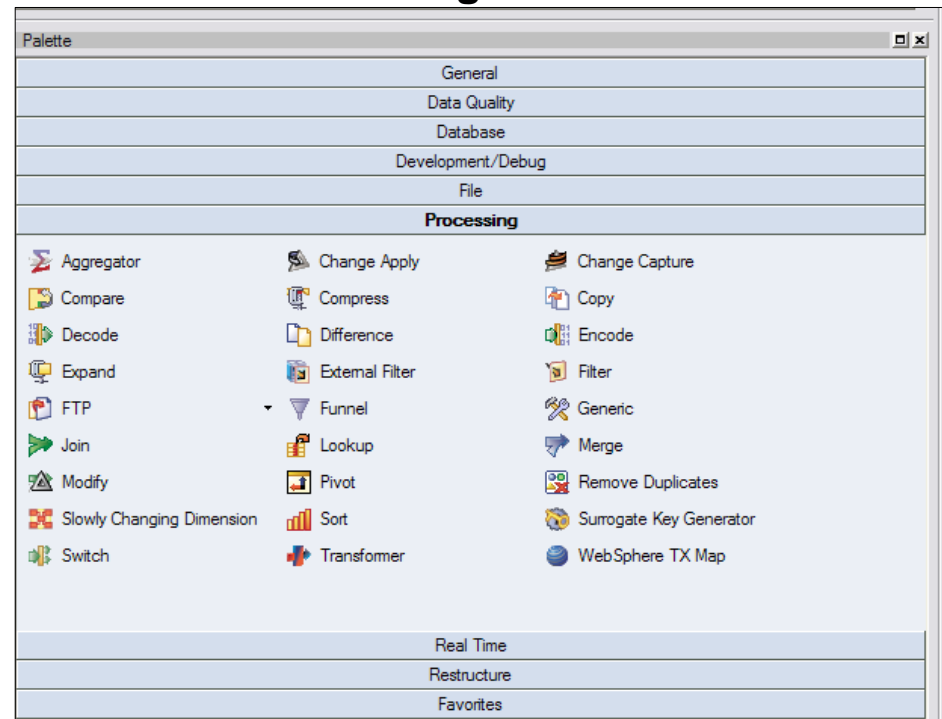 Palette
General
Data Quality
Database
Development/Debug
File
Processing
Aggregator Change Apply Change Capture
Compare Compress Copy
Decode Difference Encode
Expand External Filter Filter
FTP Funnel Generic
Join Lookup Merge
Modify Pivot Remove Duplicates
Slowly Changing Dimension Sort Surrogate Key Generator
Switch Transformer WebSphere TX Map
Real Time
Restructure
Favorites